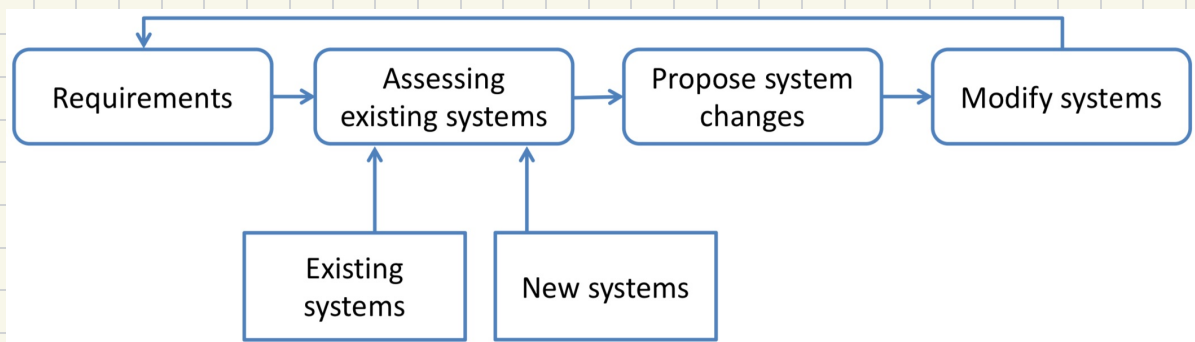 Requirements
Assessing
existing systems
Propose system
changes
Modify systems
Existing
systems
New systems